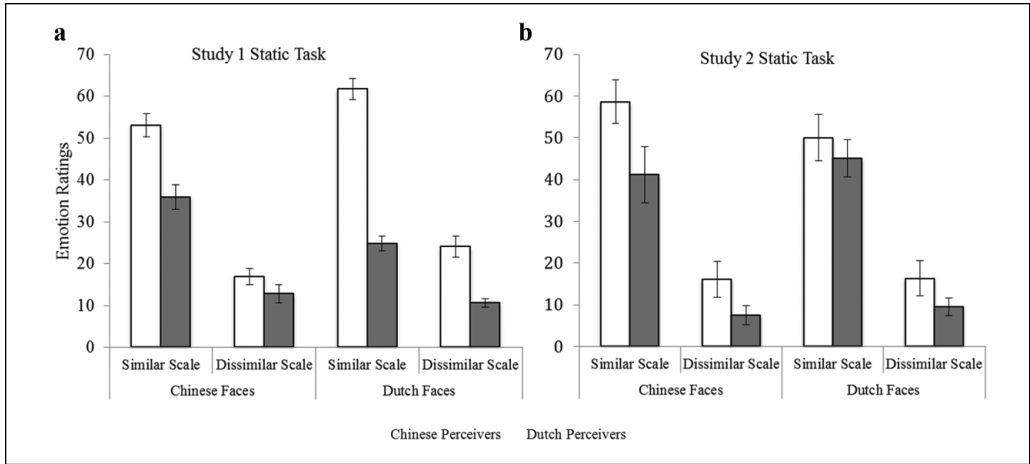 a
Study 1 Static Task
Emotion Ratings
70
60
50
40
30
20
10
0
Similar Scale Dissimilar Scale Similar Scale Dissimilar Scale
Chinese Faces Dutch Faces
b
Study 2 Static Task
70
60
50
40
30
20
10
0
Similar Scale Dissimilar Scale Similar Scale Dissimilar Scale
Chinese Faces Dutch Faces
Chinese Perceivers Dutch Perceivers